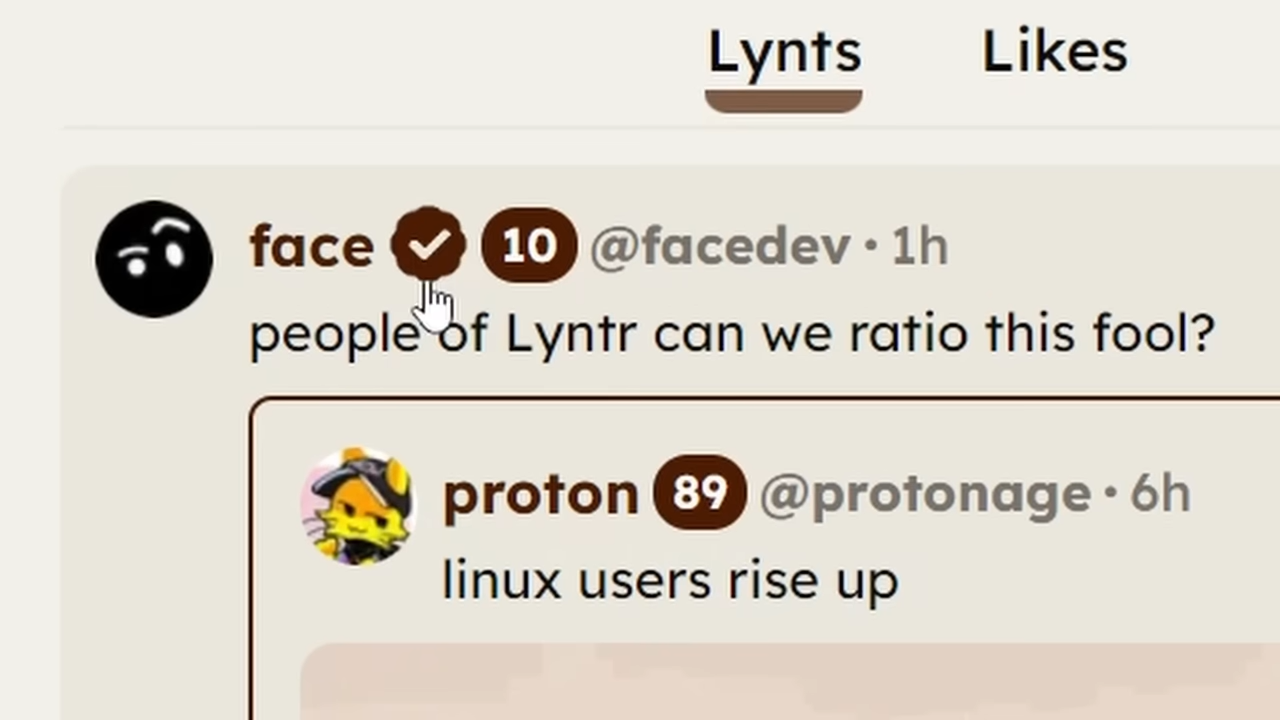 Lynts Likes
face 10 @facedev · 1h
people of Lyntr can we ratio this fool?
proton 89 @protonage · 6h
linux users rise up